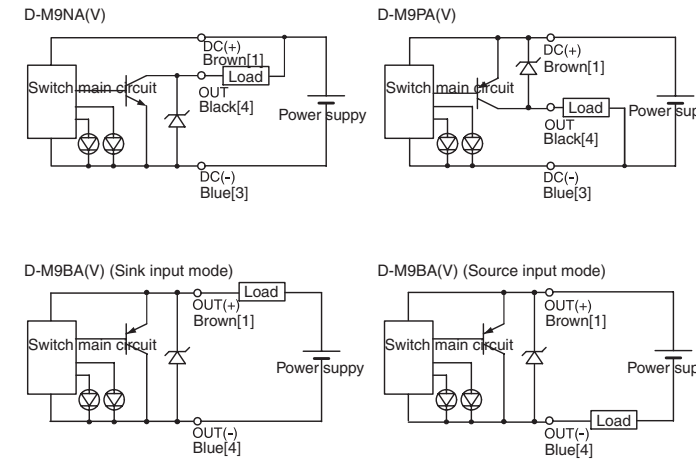 D-M9NA(V)
DC(+)
Brown[1]
Load
Switch main circuit
OUT
Black[4]
Power suppy
DC(-)
Blue[3]
D-M9PA(V)
DC(+)
Brown[1]
Switch main circuit
Load
Power sup
OUT
Black[4]
DC(-)
Blue[3]
D-M9BA(V) (Sink input mode)
Load
OUT(+)
Brown[1]
Switch main circuit
Power suppy
OUT(-)
Blue[4]
D-M9BA(V) (Source input mode)
OUT(+)
Brown[1]
Switch main circuit
Power sup
Load
OUT(-)
Blue[4]